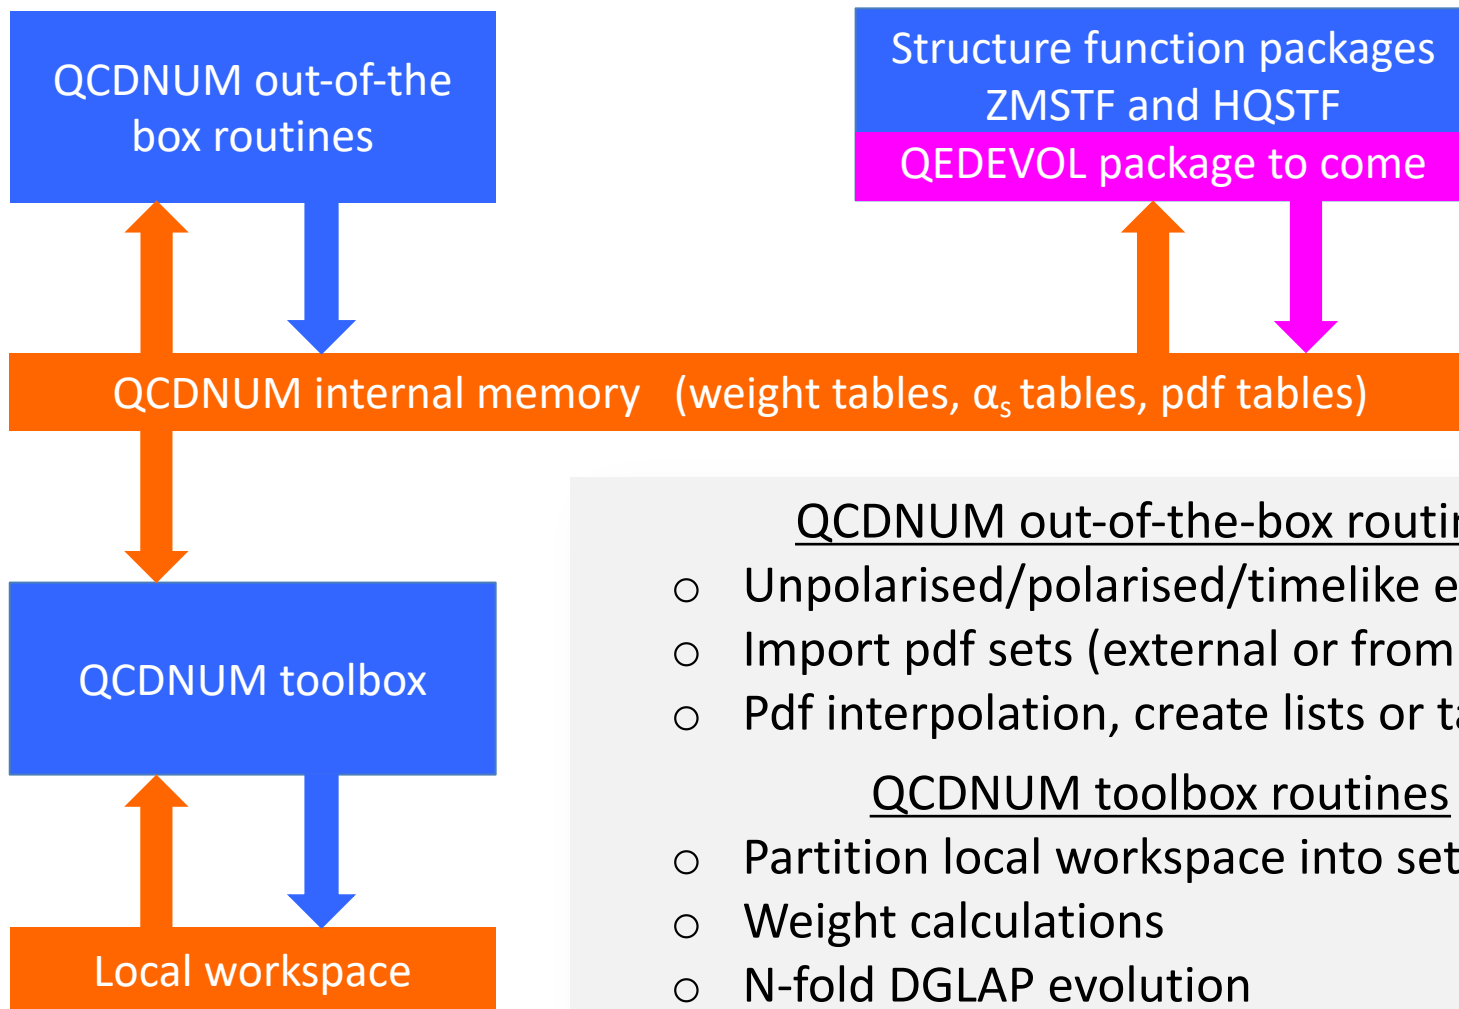 QCDNUM out-of-the
box routines
Structure function packages
ZMSTF and HQSTF
QEDEVOL package to come
QCDNUM internal memory (weight tables, αs tables, pdf tables)
QCDNUM toolbox
Local workspace
QCDNUM out-of-the-box routin
○ Unpolarised/polarised/timelike e
○ Import pdf sets (external or from
○ Pdf interpolation, create lists or ta
QCDNUM toolbox routines
○ Partition local workspace into set
○ Weight calculations
○ N-fold DGLAP evolution